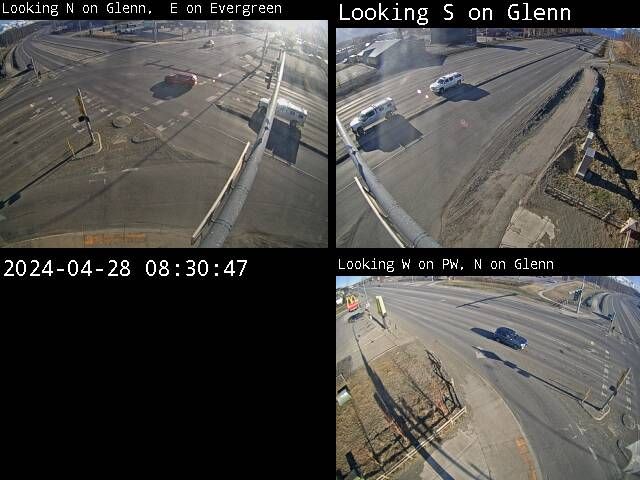 Looking N on Glenn,  E on Evergreen
Looking S on Glenn
2024-04-28 08:30:47
Looking W on PW, N on Glenn